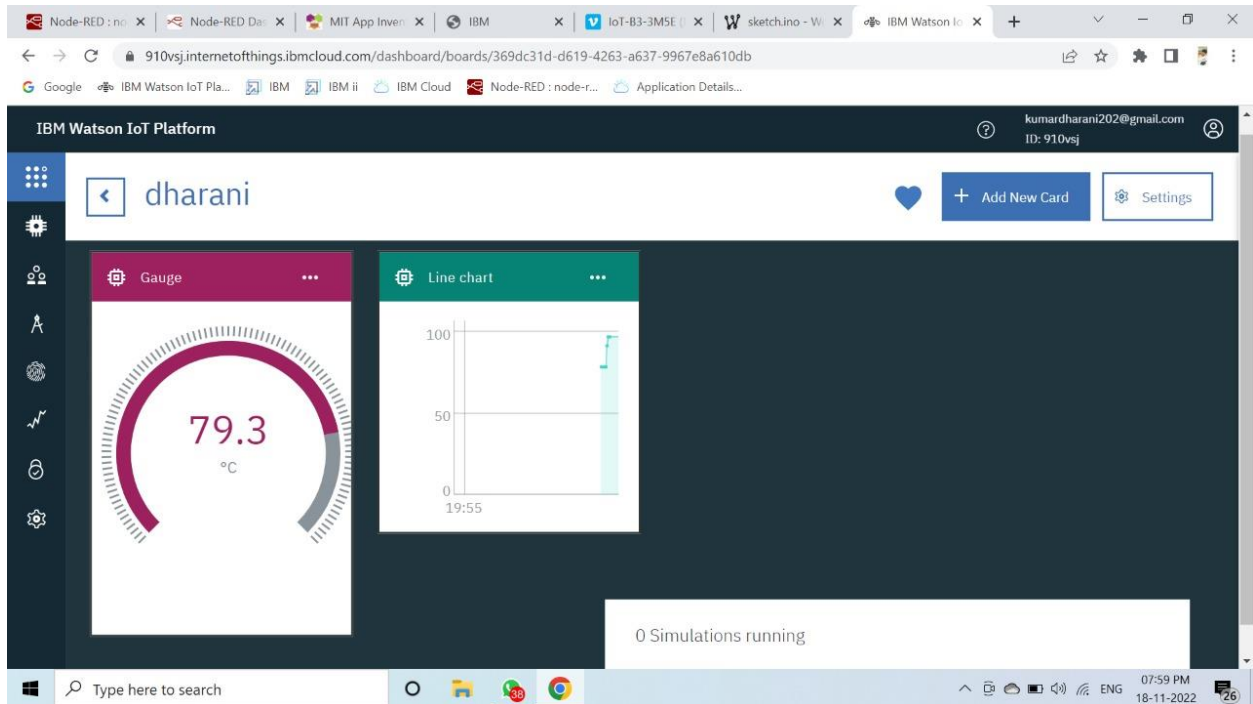 Node-RED : no
Node-RED Das
MIT App Inven
IBM
IoT-B3-3M5E (
sketch.ino - W
IBM Watson Io
910vsj.internetofthings.ibmcloud.com/dashboard/boards/369dc31d-d619-4263-a637-9967e8a610db
Google
IBM Watson IoT Pla...
IBM
IBM ii
IBM Cloud
Node-RED : node-r...
Application Details...
IBM Watson IoT Platform
kumardharani202@gmail.com
ID: 910vsj
dharani
+ Add New Card
Settings
Gauge
Line chart
79.3
°C
100
50
0
19:55
0 Simulations running
Type here to search
38
ENG
07:59 PM
18-11-2022
26